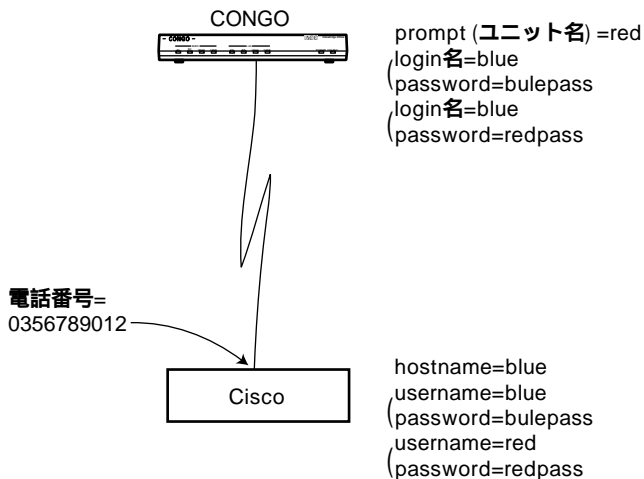 CONGO
- CONGO -
prompt (ユニット名) =red
login名=blue
password=bulepass
login名=blue
password=redpass
電話番号=
0356789012
Cisco
hostname=blue
username=blue
password=bulepass
username=red
password=redpass